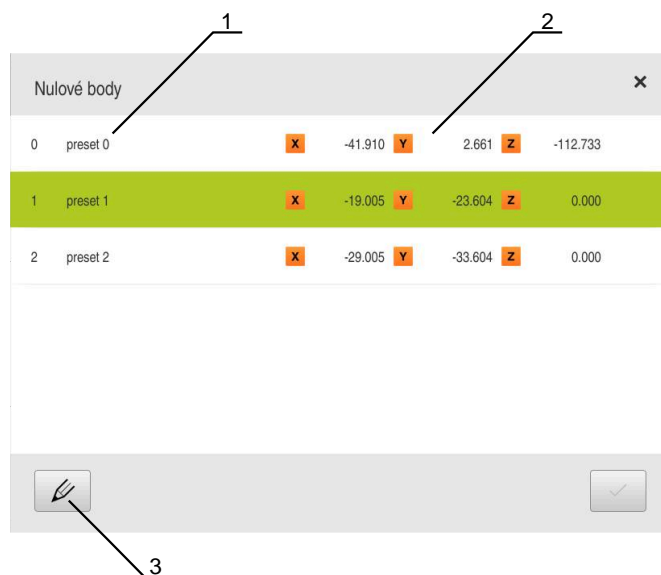 1 2
Nulové body ×
0 preset 0 X -41.910 Y 2.661 Z -112.733
1 preset 1 X -19.005 Y -23.604 Z 0.000
2 preset 2 X -29.005 Y -33.604 Z 0.000
3